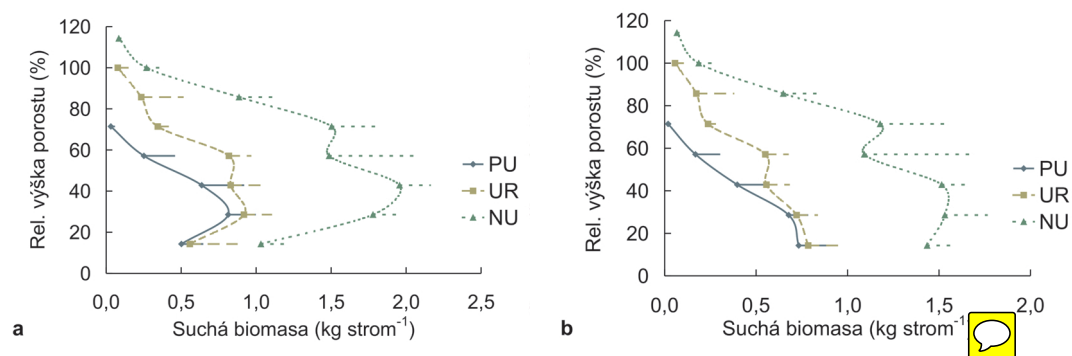 120
100
80
60
40
20
0
Rel. výška porostu (%)
0,0 0,5 1,0 1,5 2,0 2,5
Suchá biomasa (kg strom⁻¹)
PU
UR
NU
a
120
100
80
60
40
20
0
Rel. výška porostu (%)
0,0 0,5 1,0 1,5 2,0
Suchá biomasa (kg strom⁻¹
PU
UR
NU
b